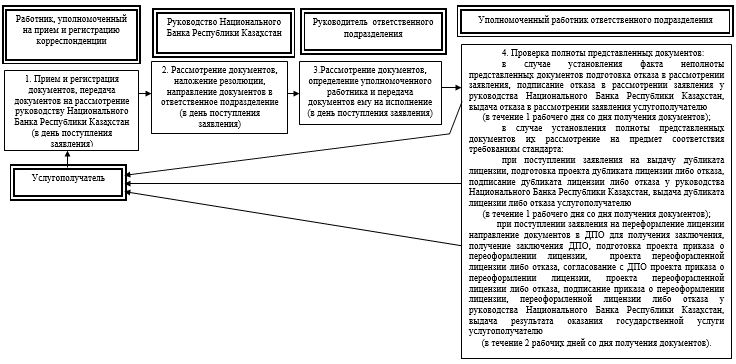 Работник, уполномоченный
на прием и регистрацию
корреспонденции
Руководство Национального
Банка Республики Казахстан
Руководитель ответственного
подразделения
Уполномоченный работник ответственного подразделения
1. Прием и регистрация
документов, передача
документов на рассмотрение
руководству Национального
Банка Республики Казахстан
(в день поступления
заявления)
2. Рассмотрение документов,
наложение резолюции,
направление документов в
ответственное подразделение
(в день поступления
заявления)
3.Рассмотрение документов,
определение уполномоченного
работника и передача
документов ему на исполнение
(в день поступления заявления)
4. Проверка полноты представленных документов:
в случае установления факта неполноты
представленных документов подготовка отказа в рассмотрении
заявления, подписание отказа в рассмотрении заявления у
руководства Национального Банка Республики Казахстан,
выдача отказа в рассмотрении заявления услугополучателю
(в течение 1 рабочего дня со дня получения документов);
в случае установления полноты представленных
документов их рассмотрение на предмет соответствия
требованиям стандарта:
при поступлении заявления на выдачу дубликата
лицензии, подготовка проекта дубликата лицензии либо отказа,
подписание дубликата лицензии либо отказа у руководства
Национального Банка Республики Казахстан, выдача дубликата
лицензии либо отказа услугополучателю
(в течение 1 рабочего дня со дня получения документов);
при поступлении заявления на переформление лицензии
направление документов в ДПО для получения заключения,
получение заключения ДПО, подготовка проекта приказа о
переоформлении лицензии, проекта переоформленной
лицензии либо отказа, согласование с ДПО проекта приказа о
переоформлении лицензии, проекта переоформленной
лицензии либо отказа, подписание приказа о переоформлении
лицензии, переоформленной лицензии либо отказа у
руководства Национального Банка Республики Казахстан,
выдача результата оказания государственной услуги
услугополучателю
(в течение 2 рабочих дней со дня получения документов).
Услугополучатель